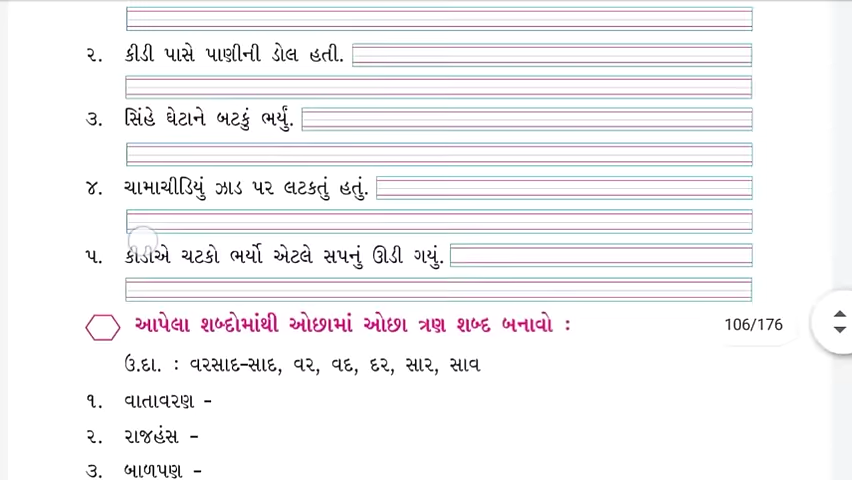 ૨. કીડી પાસે પાણીની ડોલ હતી.
૩. સિંહે ઘેટાને બટકું ભર્યું.
૪. ચામાચીડિયું ઝાડ પર લટકતું હતું.
૫. કીડીએ ચટકો ભર્યો એટલે સપનું ઊડી ગયું.
આપેલા શબ્દોમાંથી ઓછામાં ઓછા ત્રણ શબ્દ બનાવો :
106/176
ઉ.દા. : વરસાદ-સાદ, વર, વદ, દર, સાર, સાવ
૧. વાતાવરણ -
૨. રાજહંસ -
૩. બાળપણ -